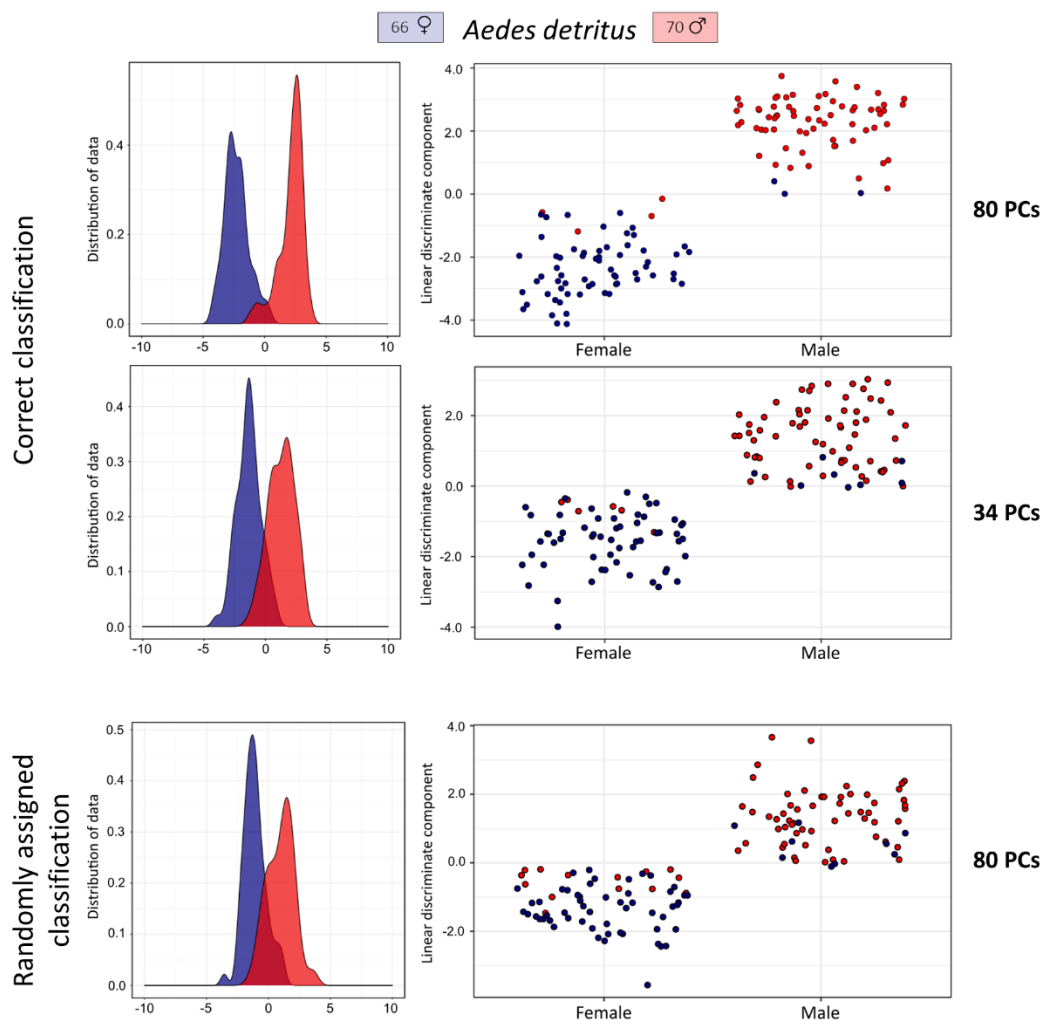 66 ♀ Aedes detritus 70 ♂
Correct classification
Distribution of data
0.4
0.2
0.0
-10 -5 0 5 10
Linear discriminate component
4.0
2.0
0.0
-2.0
-4.0
Female Male
80 PCs
Distribution of data
0.4
0.3
0.2
0.1
0.0
-10 -5 0 5 10
Linear discriminate component
2.0
0.0
-2.0
-4.0
Female Male
34 PCs
Randomly assigned
classification
Distribution of data
0.5
0.4
0.3
0.2
0.1
0.0
-10 -5 0 5 10
Linear discriminate component
4.0
2.0
0.0
-2.0
Female Male
80 PCs